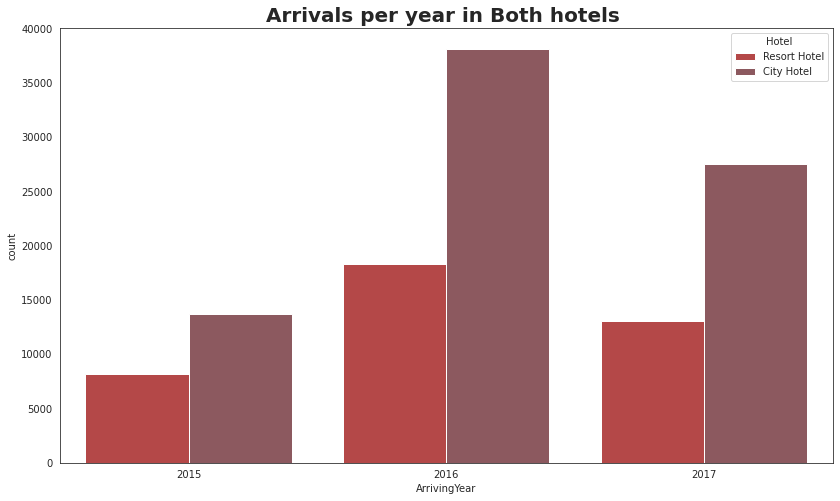 Arrivals per year in Both hotels
Hotel
Resort Hotel
City Hotel
count
40000
35000
30000
25000
20000
15000
10000
5000
0
2015 2016 2017
ArrivingYear